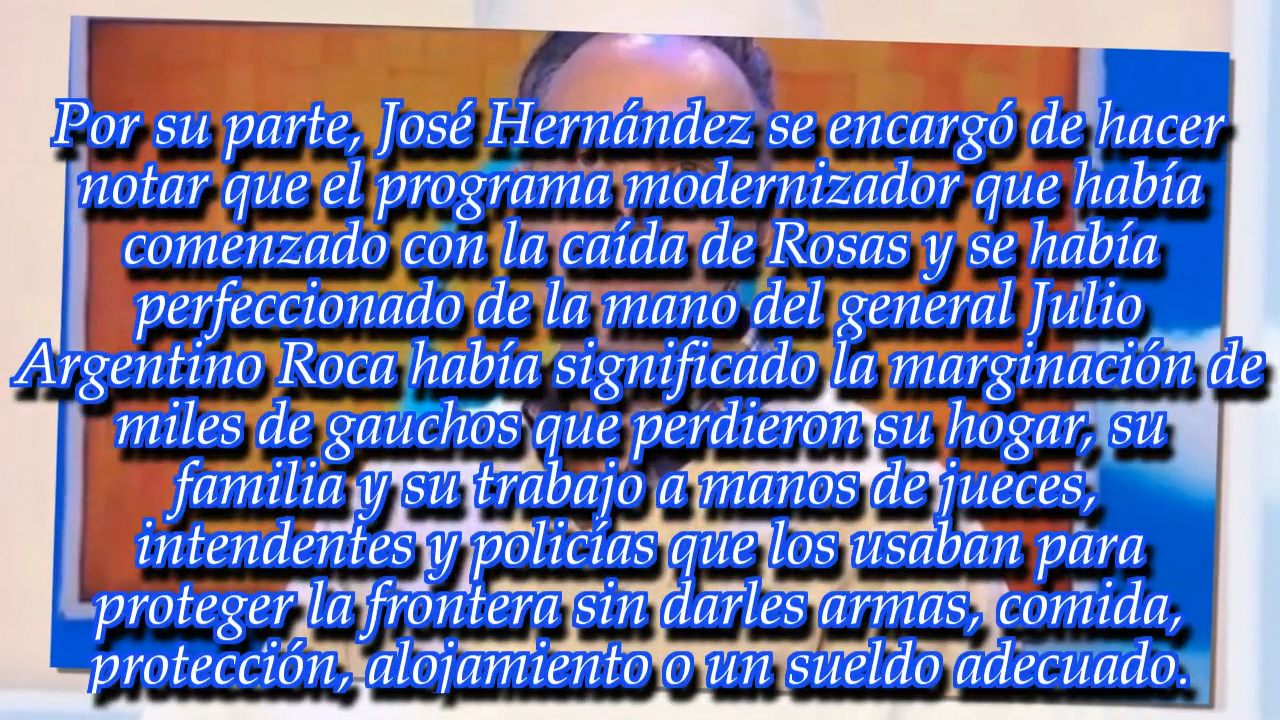 Por su parte, José Hernández se encargó de hacer
notar que el programa modernizador que había
comenzado con la caída de Rosas y se había
perfeccionado de la mano del general Julio
Argentino Roca había significado la marginación de
miles de gauchos que perdieron su hogar, su
familia y su trabajo a manos de jueces,
intendentes y policías que los usaban para
proteger la frontera sin darles armas, comida,
protección, alojamiento o un sueldo adecuado.